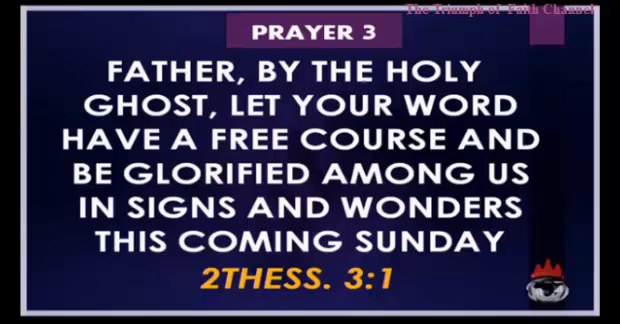 The Triumph of Faith Channel
PRAYER 3
FATHER, BY THE HOLY
GHOST, LET YOUR WORD
HAVE A FREE COURSE AND
BE GLORIFIED AMONG US
IN SIGNS AND WONDERS
THIS COMING SUNDAY
2THESS. 3:1